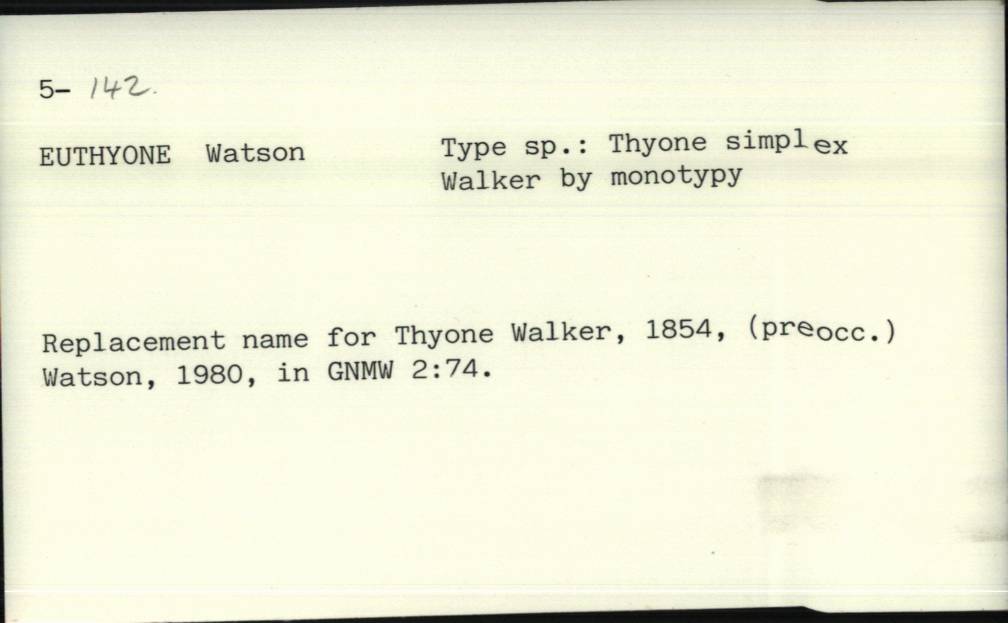 5- 142.
EUTHYONE Watson Type sp.: Thyone simplex
Walker by monotypy
Replacement name for Thyone Walker, 1854, (preocc.)
Watson, 1980, in GNMW 2:74.